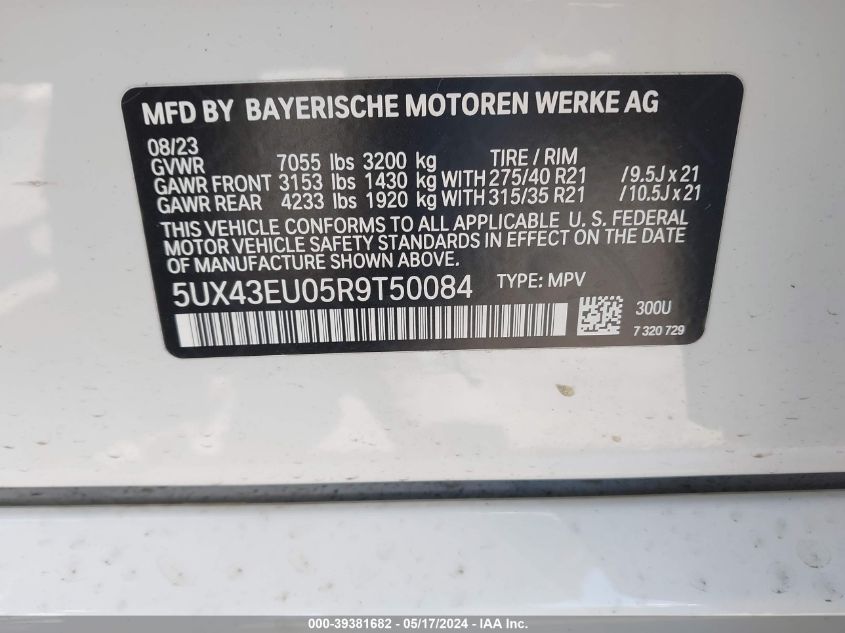 MFD BY BAYERISCHE MOTOREN WERKE AG
08/23
GVWR 7055 lbs 3200 kg TIRE / RIM
GAWR FRONT 3153 lbs 1430 kg WITH 275/40 R21 /9.5J x 21
GAWR REAR 4233 lbs 1920 kg WITH 315/35 R21 /10.5J x 21
THIS VEHICLE CONFORMS TO ALL APPLICABLE U. S. FEDERAL
MOTOR VEHICLE SAFETY STANDARDS IN EFFECT ON THE DATE
OF MANUFACTURE SHOWN ABOVE.
5UX43EU05R9T50084 TYPE: MPV
300U
7 320 729
000-39381682 - 05/17/2024 - IAA Inc.